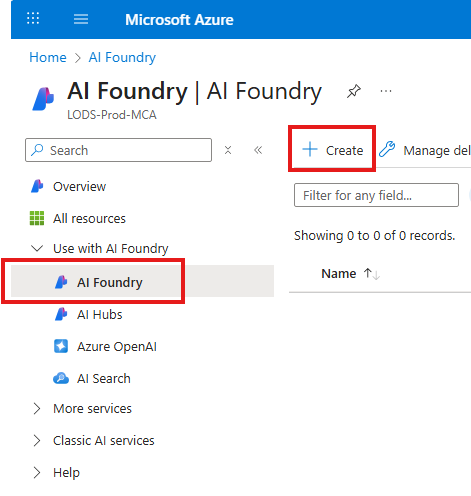 Microsoft Azure
Home > AI Foundry
AI Foundry | AI Foundry
LODS-Prod-MCA
Search
+ Create
Manage del
Overview
All resources
Filter for any field...
Showing 0 to 0 of 0 records.
Use with AI Foundry
Name ↑↓
AI Foundry
AI Hubs
Azure OpenAI
AI Search
More services
Classic AI services
Help